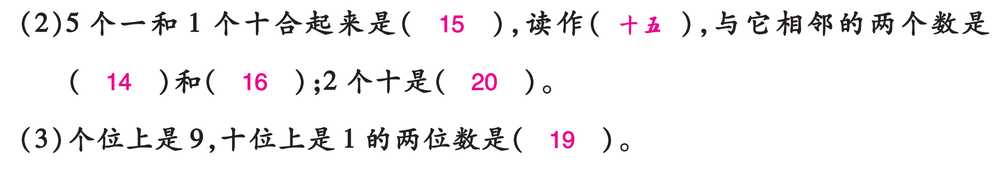 (2)5 个一和 1 个十合起来是( 15 ),读作( 十五 ),与它相邻的两个数是
( 14 )和( 16 );2 个十是( 20 )。
(3)个位上是 9,十位上是 1 的两位数是( 19 )。